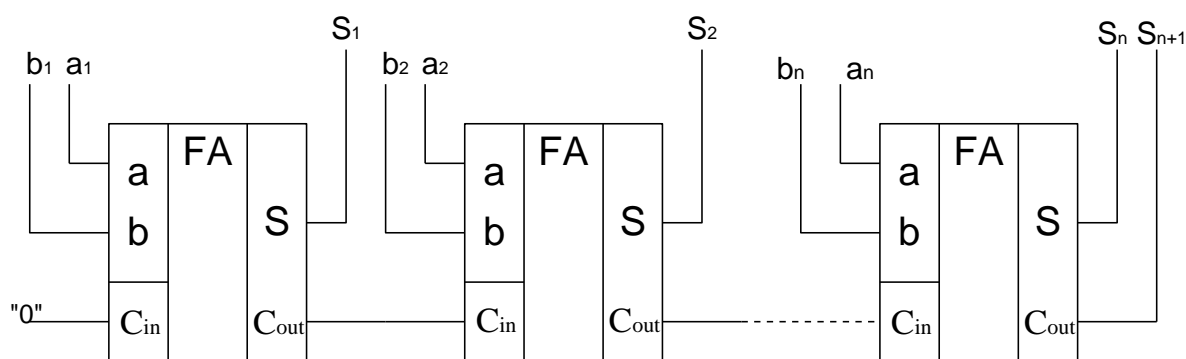 S1 S2 Sn Sn+1
b1 a1 b2 a2 bn an
FA FA FA
a a a
b S b S b S
"0" Cin Cout Cin Cout Cin Cout